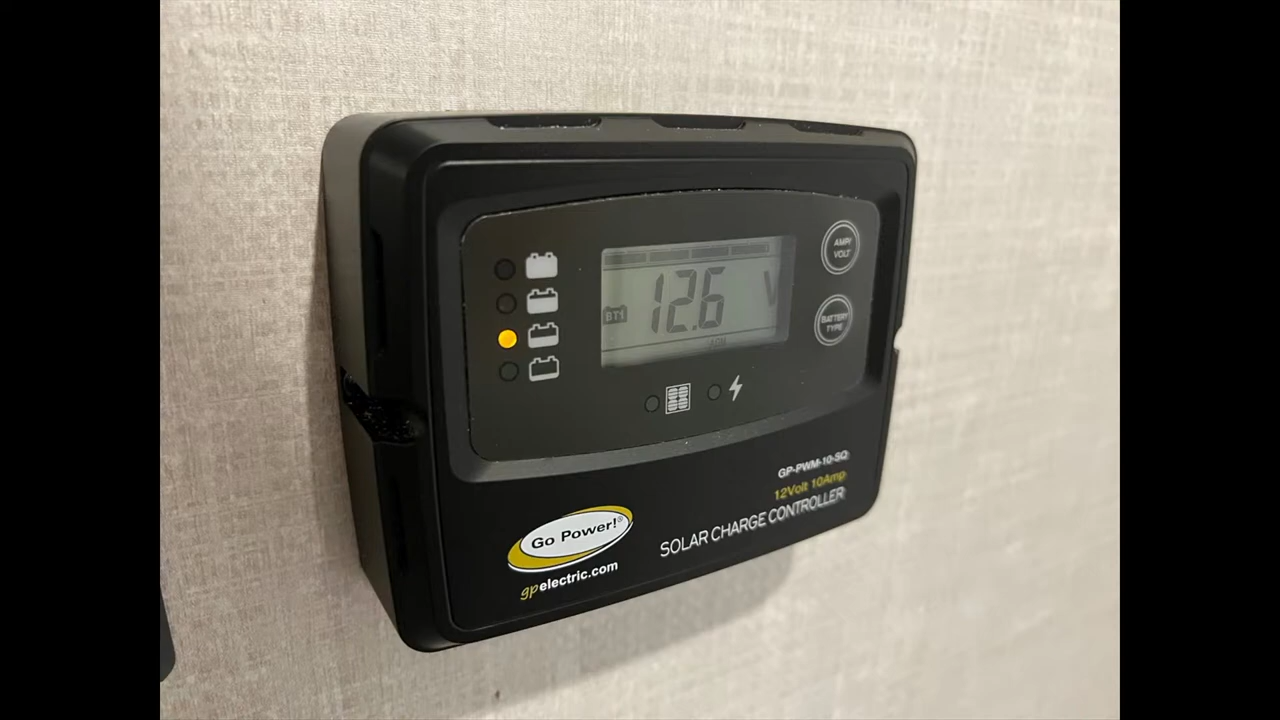 AMP/
VOLT
BT1
12.6 V
BATTERY
TYPE
AGM
GP-PWM-10-SQ
12Volt 10Amp
SOLAR CHARGE CONTROLLER
Go Power!®
gpelectric.com